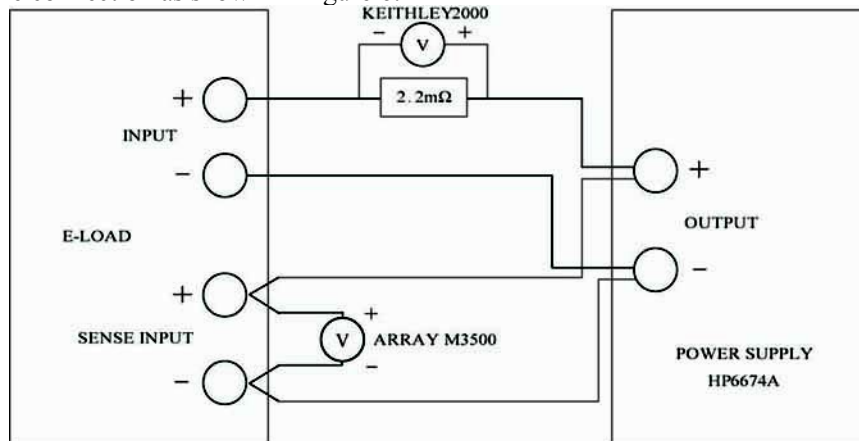 KEITHLEY2000
− V +
2.2mΩ
+
INPUT
−
+
OUTPUT
−
E-LOAD
+
SENSE INPUT
−
+
V ARRAY M3500
−
POWER SUPPLY
HP6674A